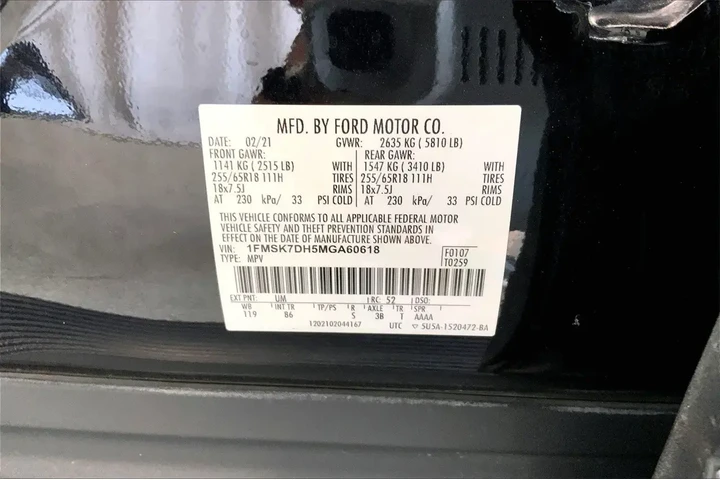 MFD. BY FORD MOTOR CO.
DATE: 02/21 GVWR: 2635 KG ( 5810 LB)
FRONT GAWR: REAR GAWR:
1141 KG ( 2515 LB) WITH 1547 KG ( 3410 LB) WITH
255/65R18 111H TIRES 255/65R18 111H TIRES
18x7.5J RIMS 18x7.5J RIMS
AT 230 kPa/ 33 PSI COLD AT 230 kPa/ 33 PSI COLD
THIS VEHICLE CONFORMS TO ALL APPLICABLE FEDERAL MOTOR
VEHICLE SAFETY AND THEFT PREVENTION STANDARDS IN
EFFECT ON THE DATE OF MANUFACTURE SHOWN ABOVE.
VIN: 1FMSK7DH5MGA60618 F0107
TYPE: MPV T0259
EXT PNT: UM RC: 52 DSO:
WB INT TR TP/PS R AXLE TR SPR
119 86 S 3B T AAAA
1202102044167 UTC 5U5A-1520472-BA